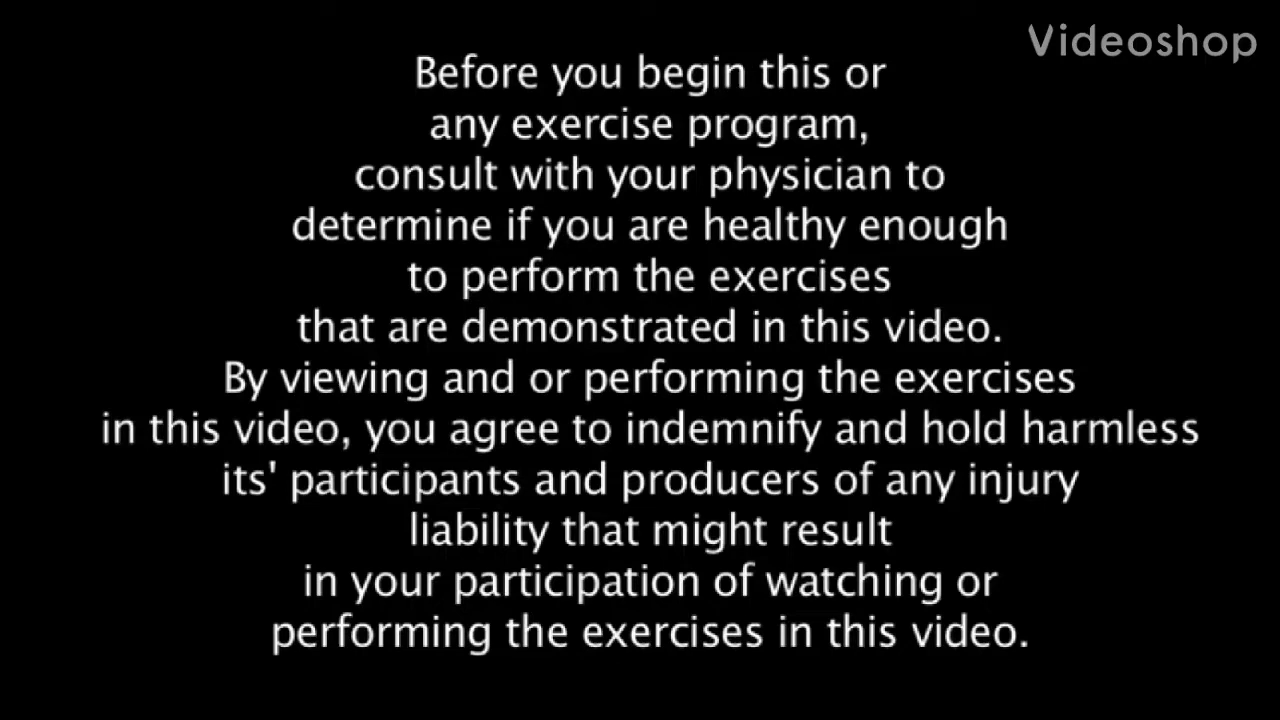 Videoshop
Before you begin this or
any exercise program,
consult with your physician to
determine if you are healthy enough
to perform the exercises
that are demonstrated in this video.
By viewing and or performing the exercises
in this video, you agree to indemnify and hold harmless
its' participants and producers of any injury
liability that might result
in your participation of watching or
performing the exercises in this video.